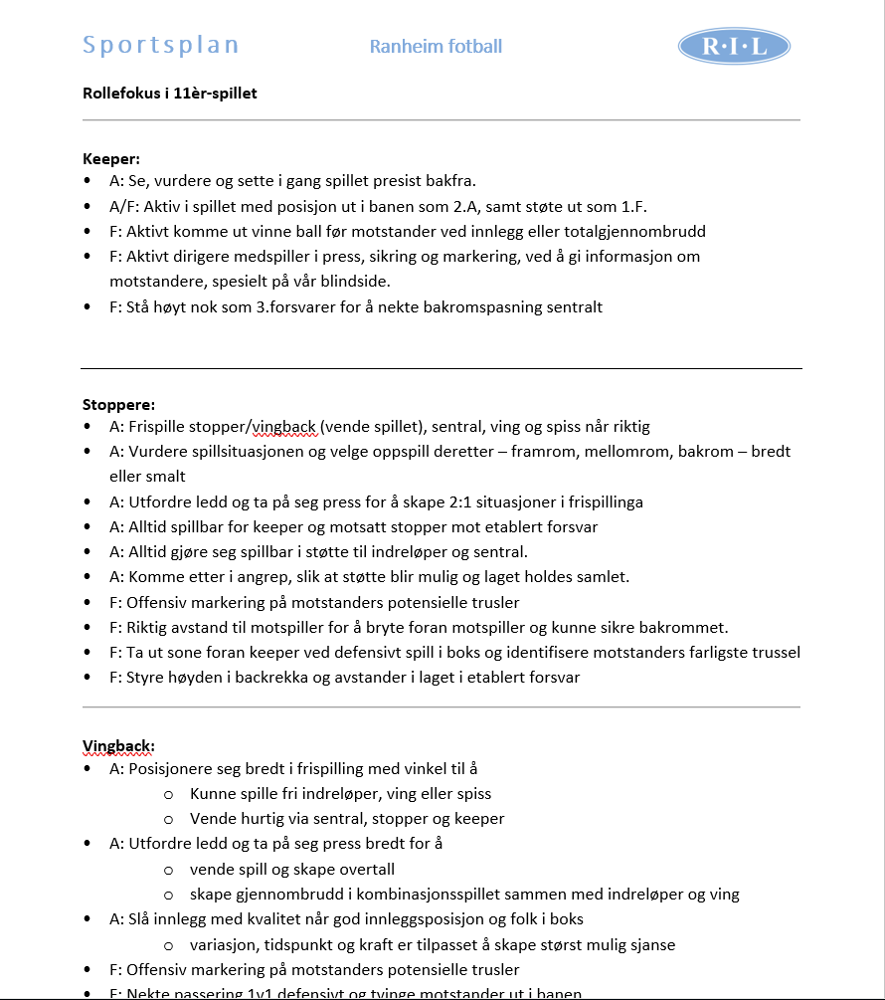 Sportsplan Ranheim fotball R·I·L
Rollefokus i 11èr-spillet
Keeper:
• A: Se, vurdere og sette i gang spillet presist bakfra.
• A/F: Aktiv i spillet med posisjon ut i banen som 2.A, samt støte ut som 1.F.
• F: Aktivt komme ut vinne ball før motstander ved innlegg eller totalgjennombrudd
• F: Aktivt dirigere medspiller i press, sikring og markering, ved å gi informasjon om
motstandere, spesielt på vår blindside.
• F: Stå høyt nok som 3.forsvarer for å nekte bakromspasning sentralt
Stoppere:
• A: Frispille stopper/vingback (vende spillet), sentral, ving og spiss når riktig
• A: Vurdere spillsituasjonen og velge oppspill deretter – framrom, mellomrom, bakrom – bredt
eller smalt
• A: Utfordre ledd og ta på seg press for å skape 2:1 situasjoner i frispillinga
• A: Alltid spillbar for keeper og motsatt stopper mot etablert forsvar
• A: Alltid gjøre seg spillbar i støtte til indreløper og sentral.
• A: Komme etter i angrep, slik at støtte blir mulig og laget holdes samlet.
• F: Offensiv markering på motstanders potensielle trusler
• F: Riktig avstand til motspiller for å bryte foran motspiller og kunne sikre bakrommet.
• F: Ta ut sone foran keeper ved defensivt spill i boks og identifisere motstanders farligste trussel
• F: Styre høyden i backrekka og avstander i laget i etablert forsvar
Vingback:
• A: Posisjonere seg bredt i frispilling med vinkel til å
o Kunne spille fri indreløper, ving eller spiss
o Vende hurtig via sentral, stopper og keeper
• A: Utfordre ledd og ta på seg press bredt for å
o vende spill og skape overtall
o skape gjennombrudd i kombinasjonsspillet sammen med indreløper og ving
• A: Slå innlegg med kvalitet når god innleggsposisjon og folk i boks
o variasjon, tidspunkt og kraft er tilpasset å skape størst mulig sjanse
• F: Offensiv markering på motstanders potensielle trusler
• F: Nekte passering 1v1 defensivt og tvinge motstander ut i banen